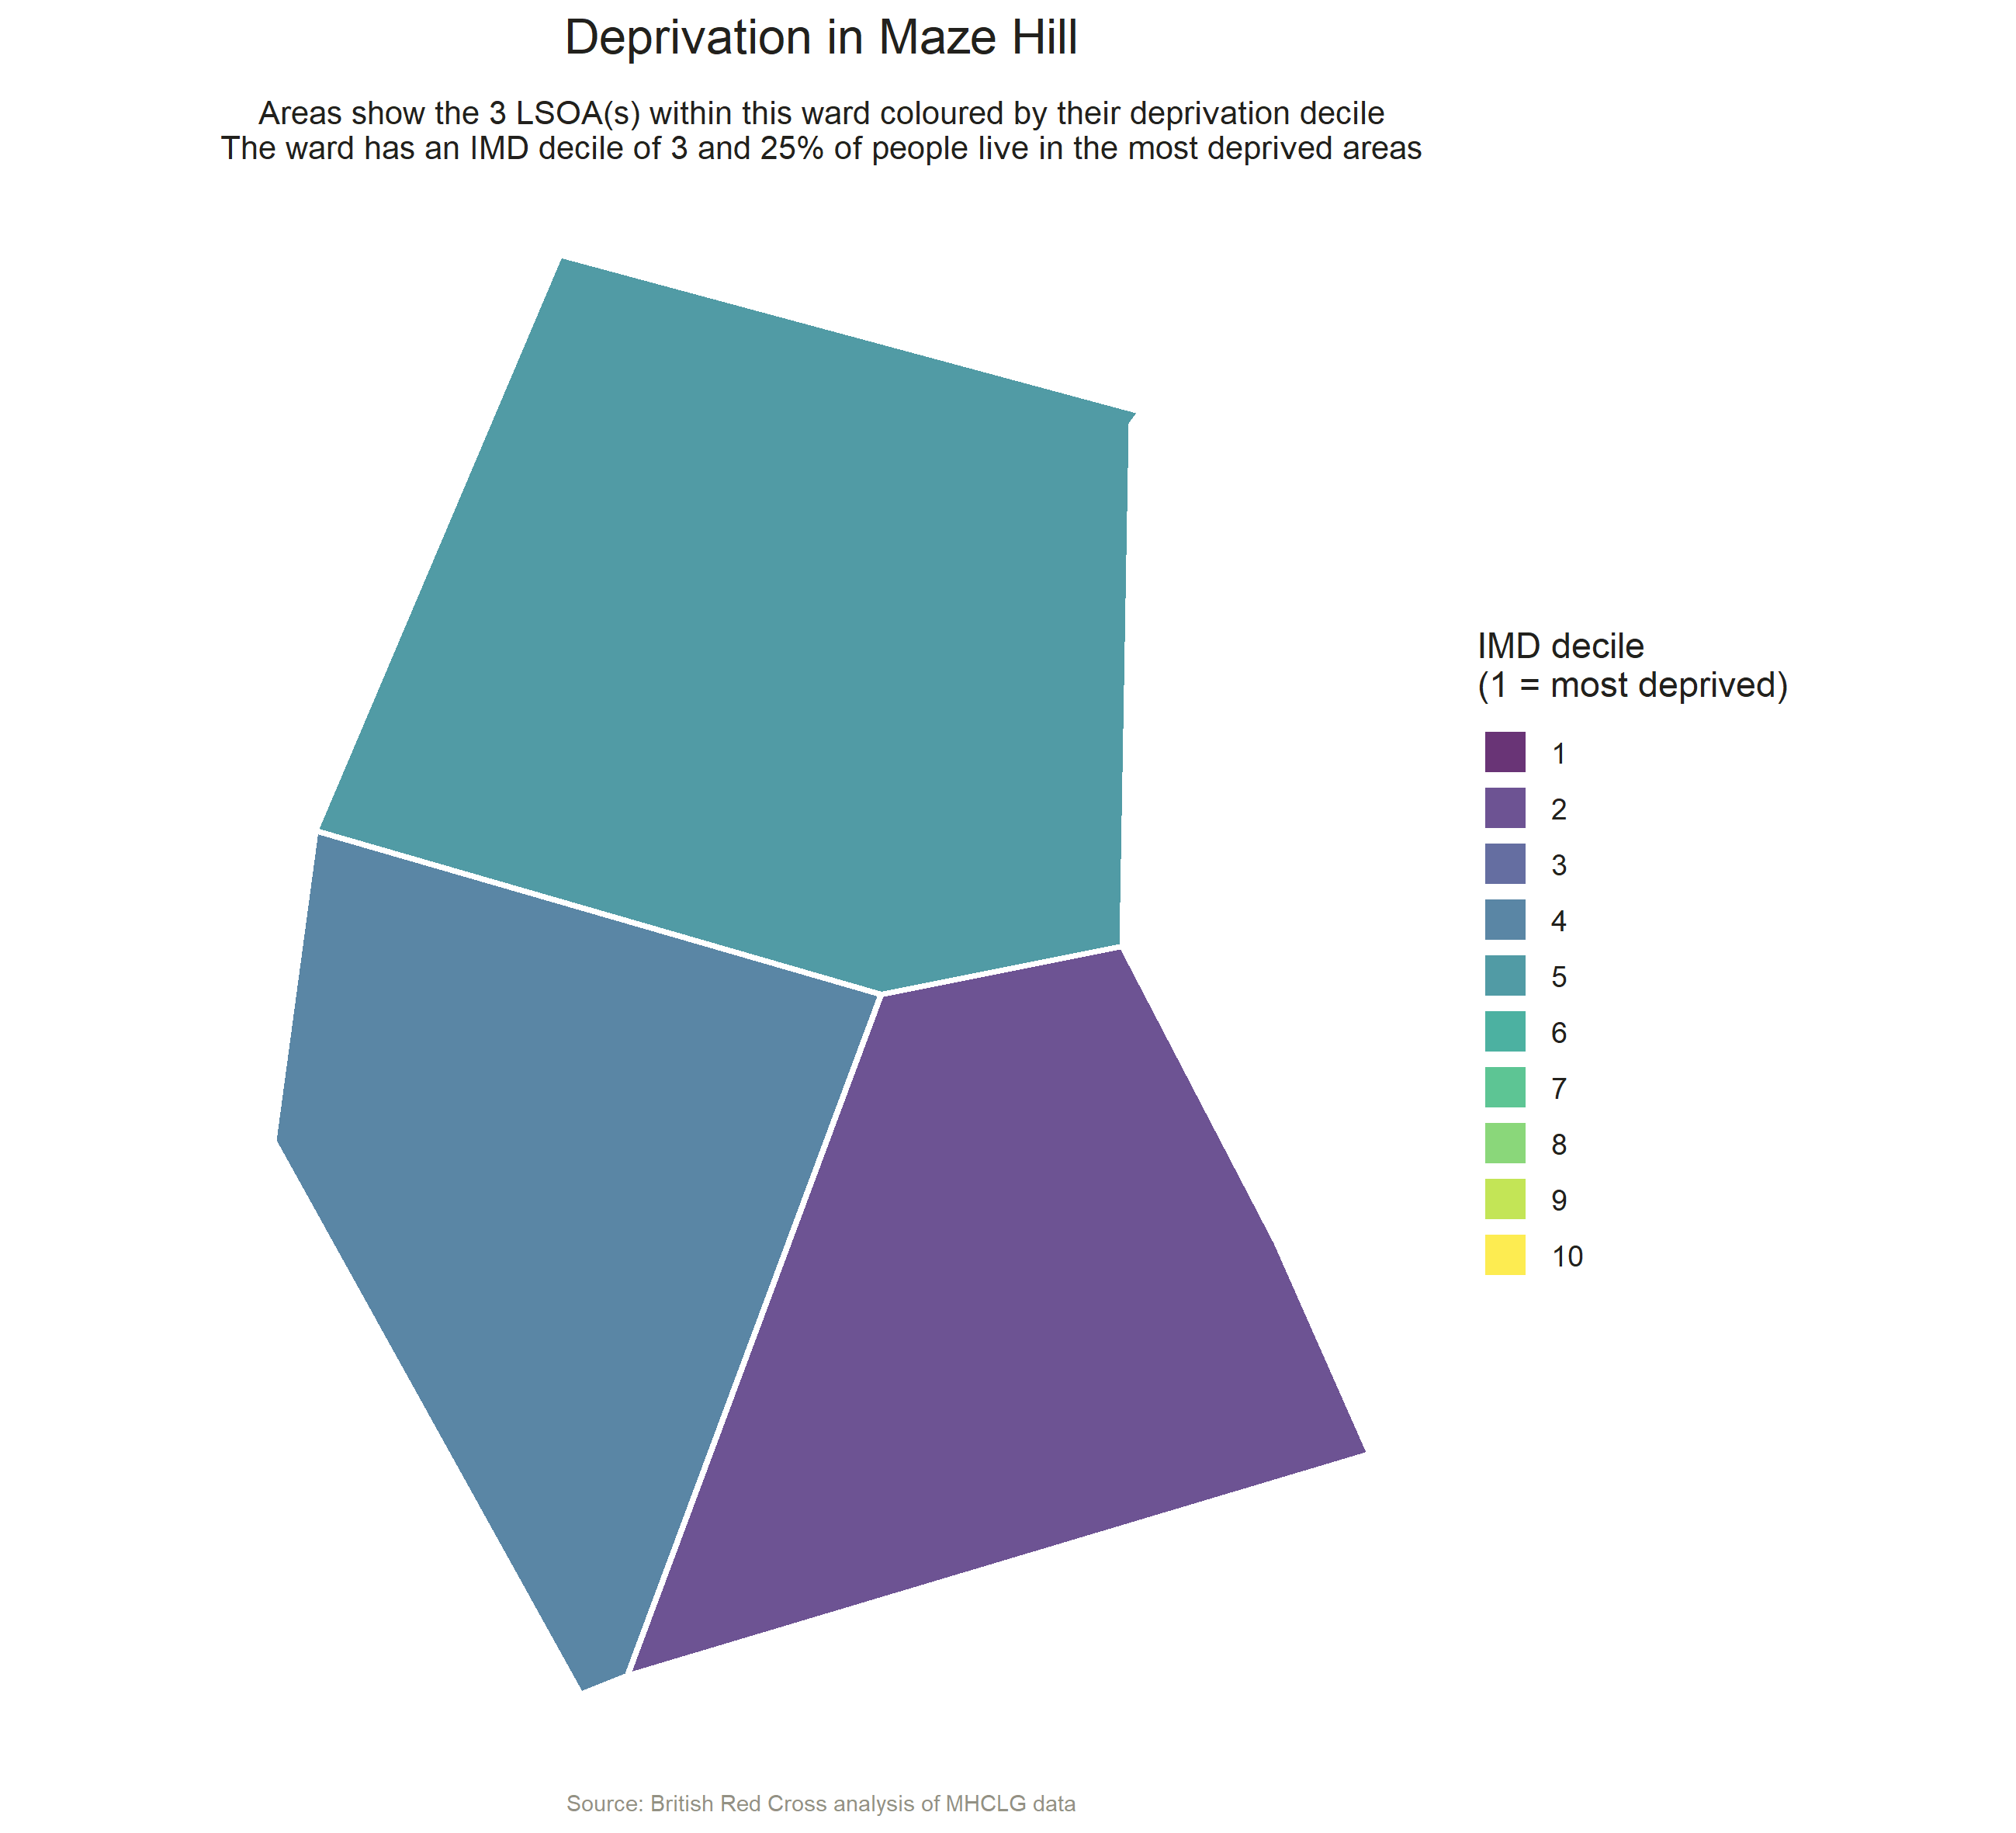 Deprivation in Maze Hill
Areas show the 3 LSOA(s) within this ward coloured by their deprivation decile
The ward has an IMD decile of 3 and 25% of people live in the most deprived areas
IMD decile
(1 = most deprived)
1
2
3
4
5
6
7
8
9
10
Source: British Red Cross analysis of MHCLG data